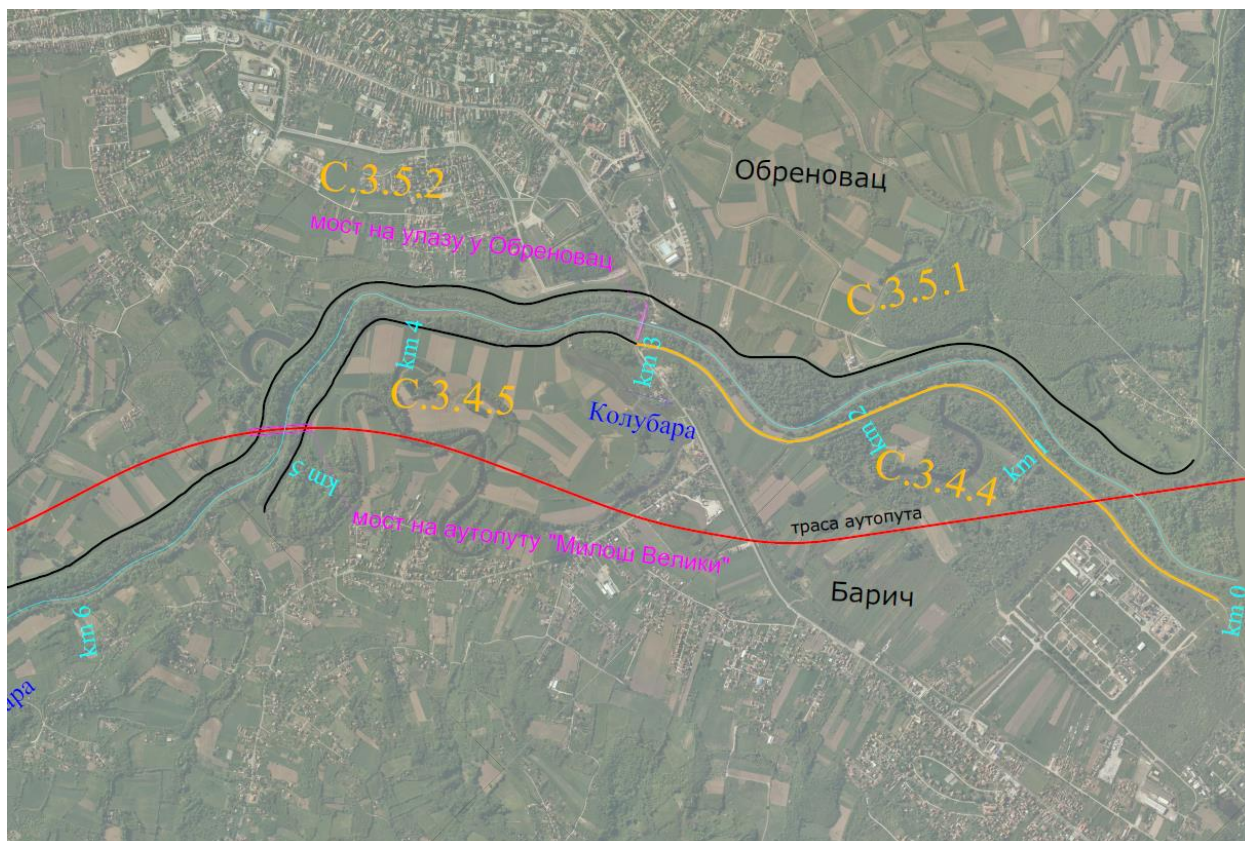 Обреновац
С.3.5.2
мост на улазу у Обреновац
С.3.5.1
km 4
km 3
С.3.4.5
Колубара
km 2
С.3.4.4
km 1
km 5
мост на аутопуту "Милош Велики"
траса аутопута
Барич
km 0
km 6
ара